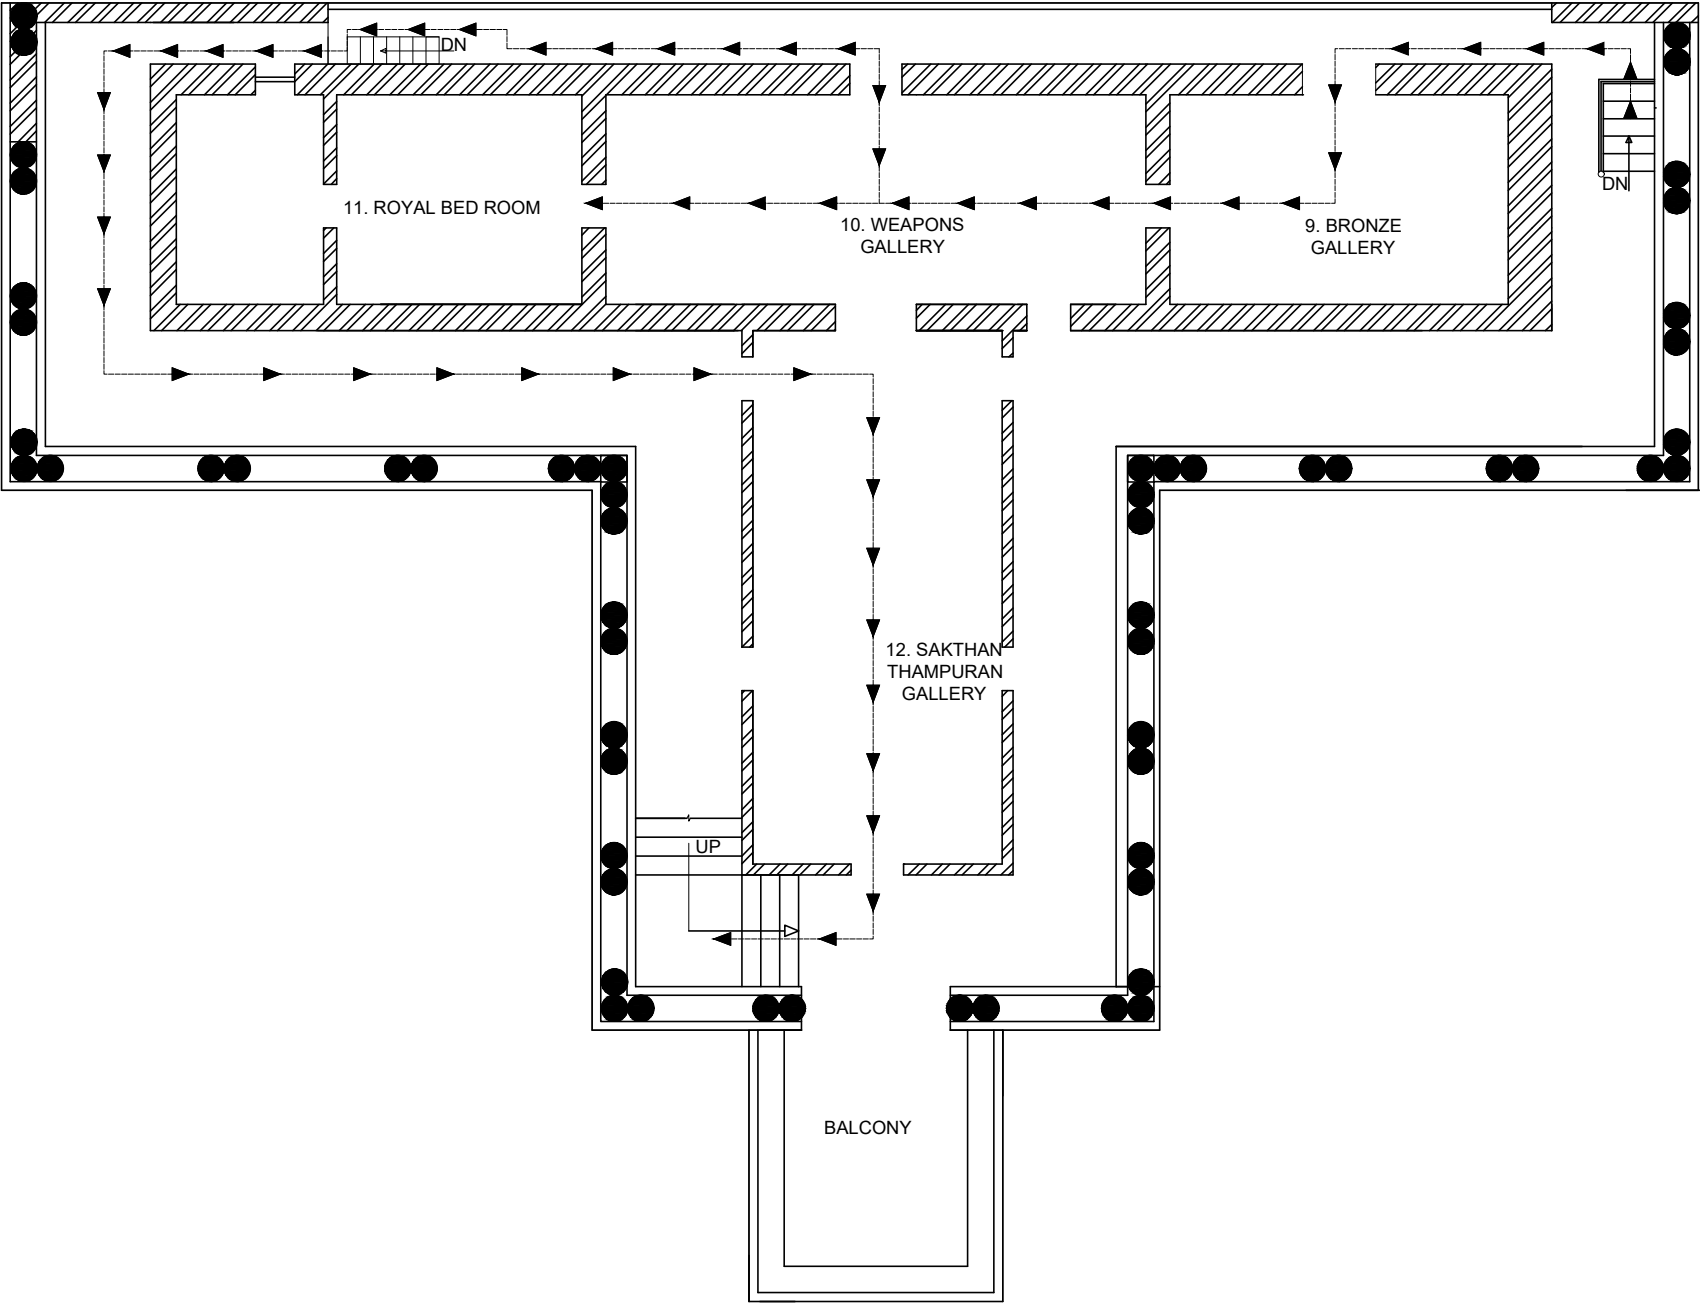 DN
DN
11. ROYAL BED ROOM
10. WEAPONS
GALLERY
9. BRONZE
GALLERY
12. SAKTHAN
THAMPURAN
GALLERY
UP
BALCONY